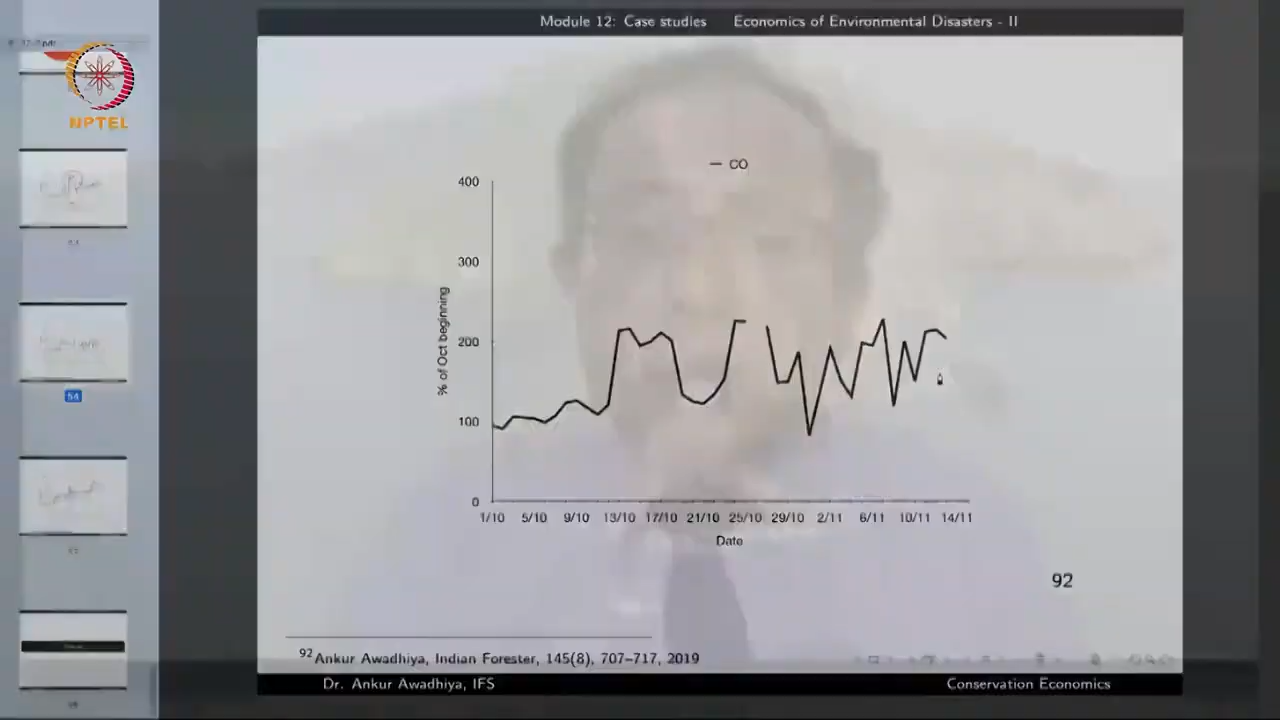 Module 12: Case studies Economics of Environmental Disasters - II
NPTEL
CO
400
300
200
100
0
% of Oct beginning
1/10 5/10 9/10 13/10 17/10 21/10 25/10 29/10 2/11 6/11 10/11 14/11
Date
54
92
92 Ankur Awadhiya, Indian Forester, 145(8), 707–717, 2019
Dr. Ankur Awadhiya, IFS Conservation Economics